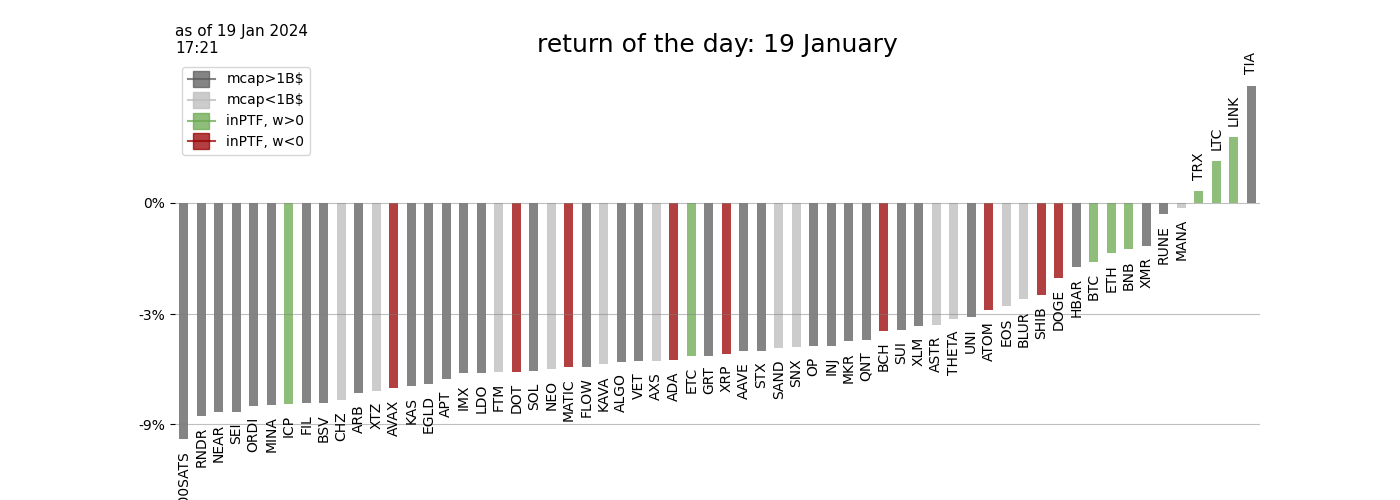 as of 19 Jan 2024
17:21
return of the day: 19 January
mcap>1B$
mcap<1B$
inPTF, w>0
inPTF, w<0
0%
-3%
-9%
RNDR
NEAR
SEI
ORDI
MINA
ICP
FIL
BSV
CHZ
ARB
XTZ
AVAX
KAS
EGLD
APT
IMX
LDO
FTM
DOT
SOL
NEO
MATIC
FLOW
KAVA
ALGO
VET
AXS
ADA
ETC
GRT
XRP
AAVE
STX
SAND
SNX
OP
INJ
MKR
QNT
BCH
SUI
XLM
ASTR
THETA
UNI
ATOM
EOS
BLUR
SHIB
DOGE
HBAR
BTC
ETH
BNB
XMR
RUNE
MANA
TRX
LTC
LINK
TIA